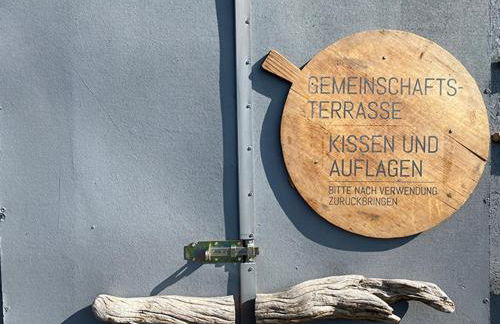 GEMEINSCHAFTS-
TERRASSE
KISSEN UND
AUFLAGEN
BITTE NACH VERWENDUNG
ZURÜCKBRINGEN